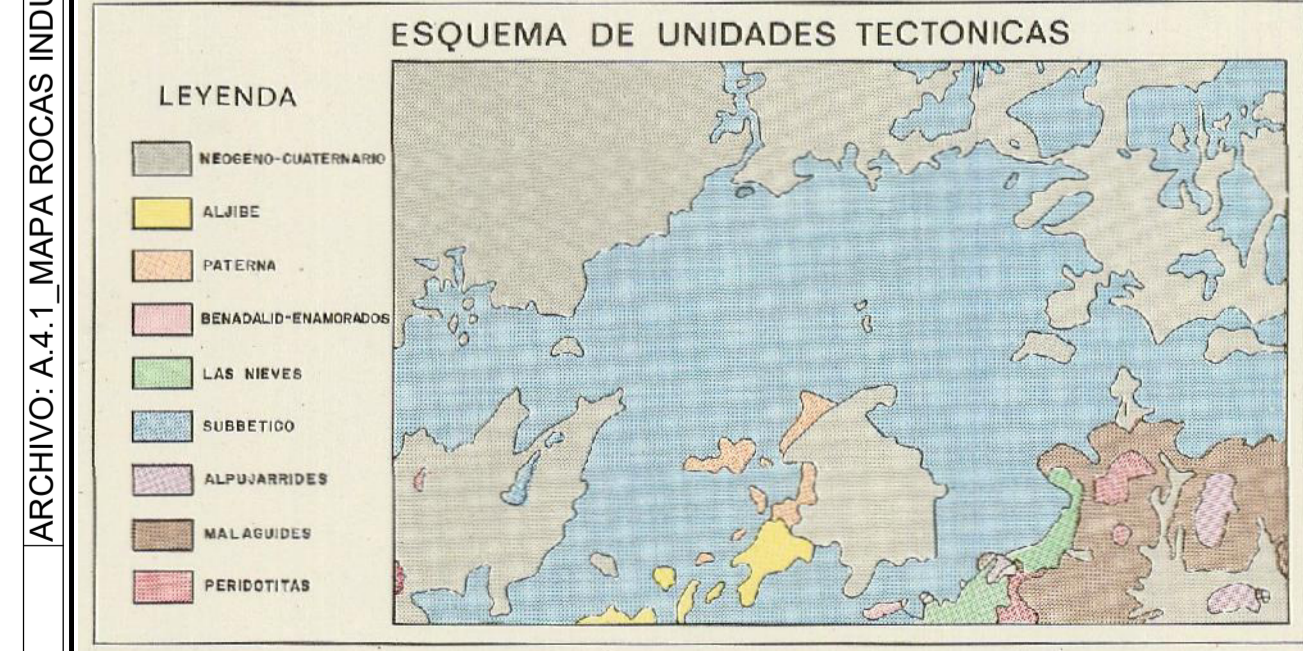 ARCHIVO: A.4.1_MAPA ROCAS INDU
ESQUEMA DE UNIDADES TECTONICAS
LEYENDA
NEOGENO-CUATERNARIO
ALJIBE
PATERNA
BENADALID-ENAMORADOS
LAS NIEVES
SUBBETICO
ALPUJARRIDES
MALAGUIDES
PERIDOTITAS